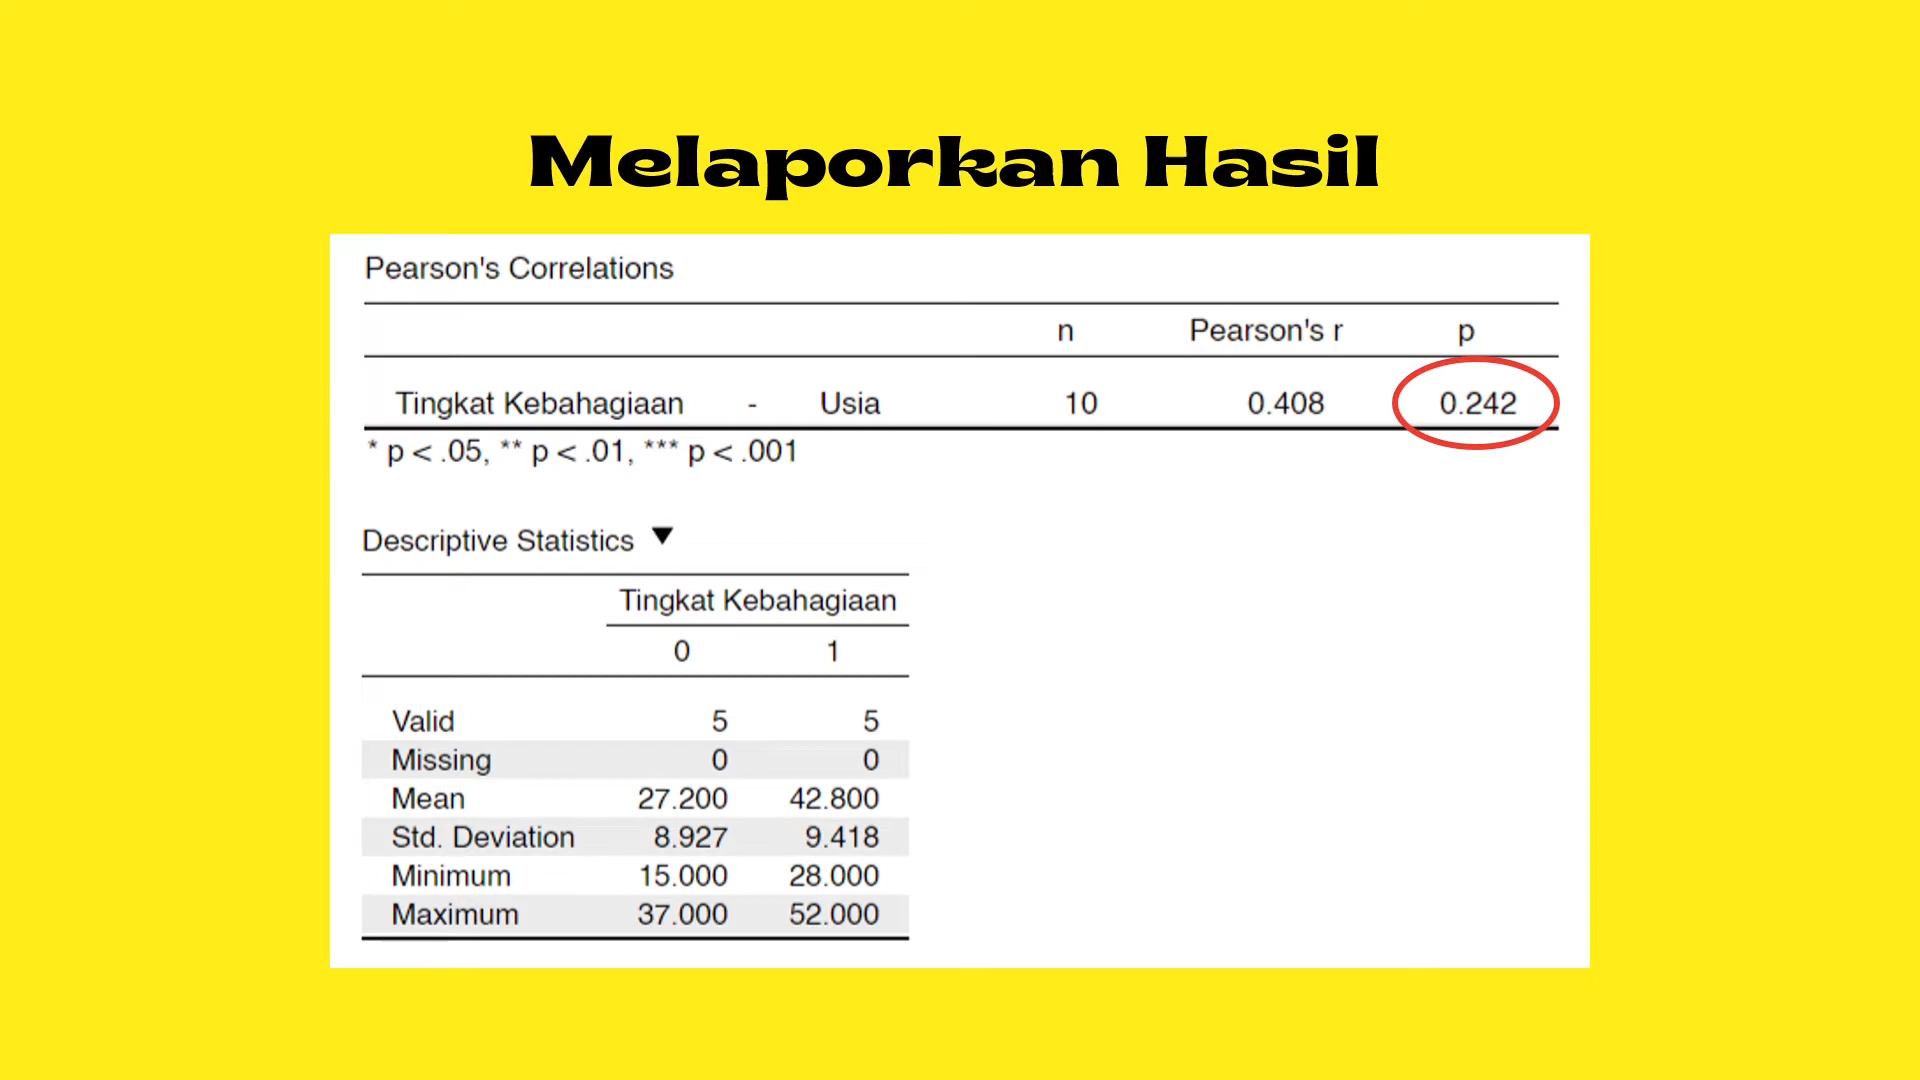 Melaporkan Hasil
Pearson's Correlations
n Pearson's r p
Tingkat Kebahagiaan - Usia 10 0.408 0.242
* p < .05, ** p < .01, *** p < .001
Descriptive Statistics ▼
Tingkat Kebahagiaan
0 1
Valid 5 5
Missing 0 0
Mean 27.200 42.800
Std. Deviation 8.927 9.418
Minimum 15.000 28.000
Maximum 37.000 52.000